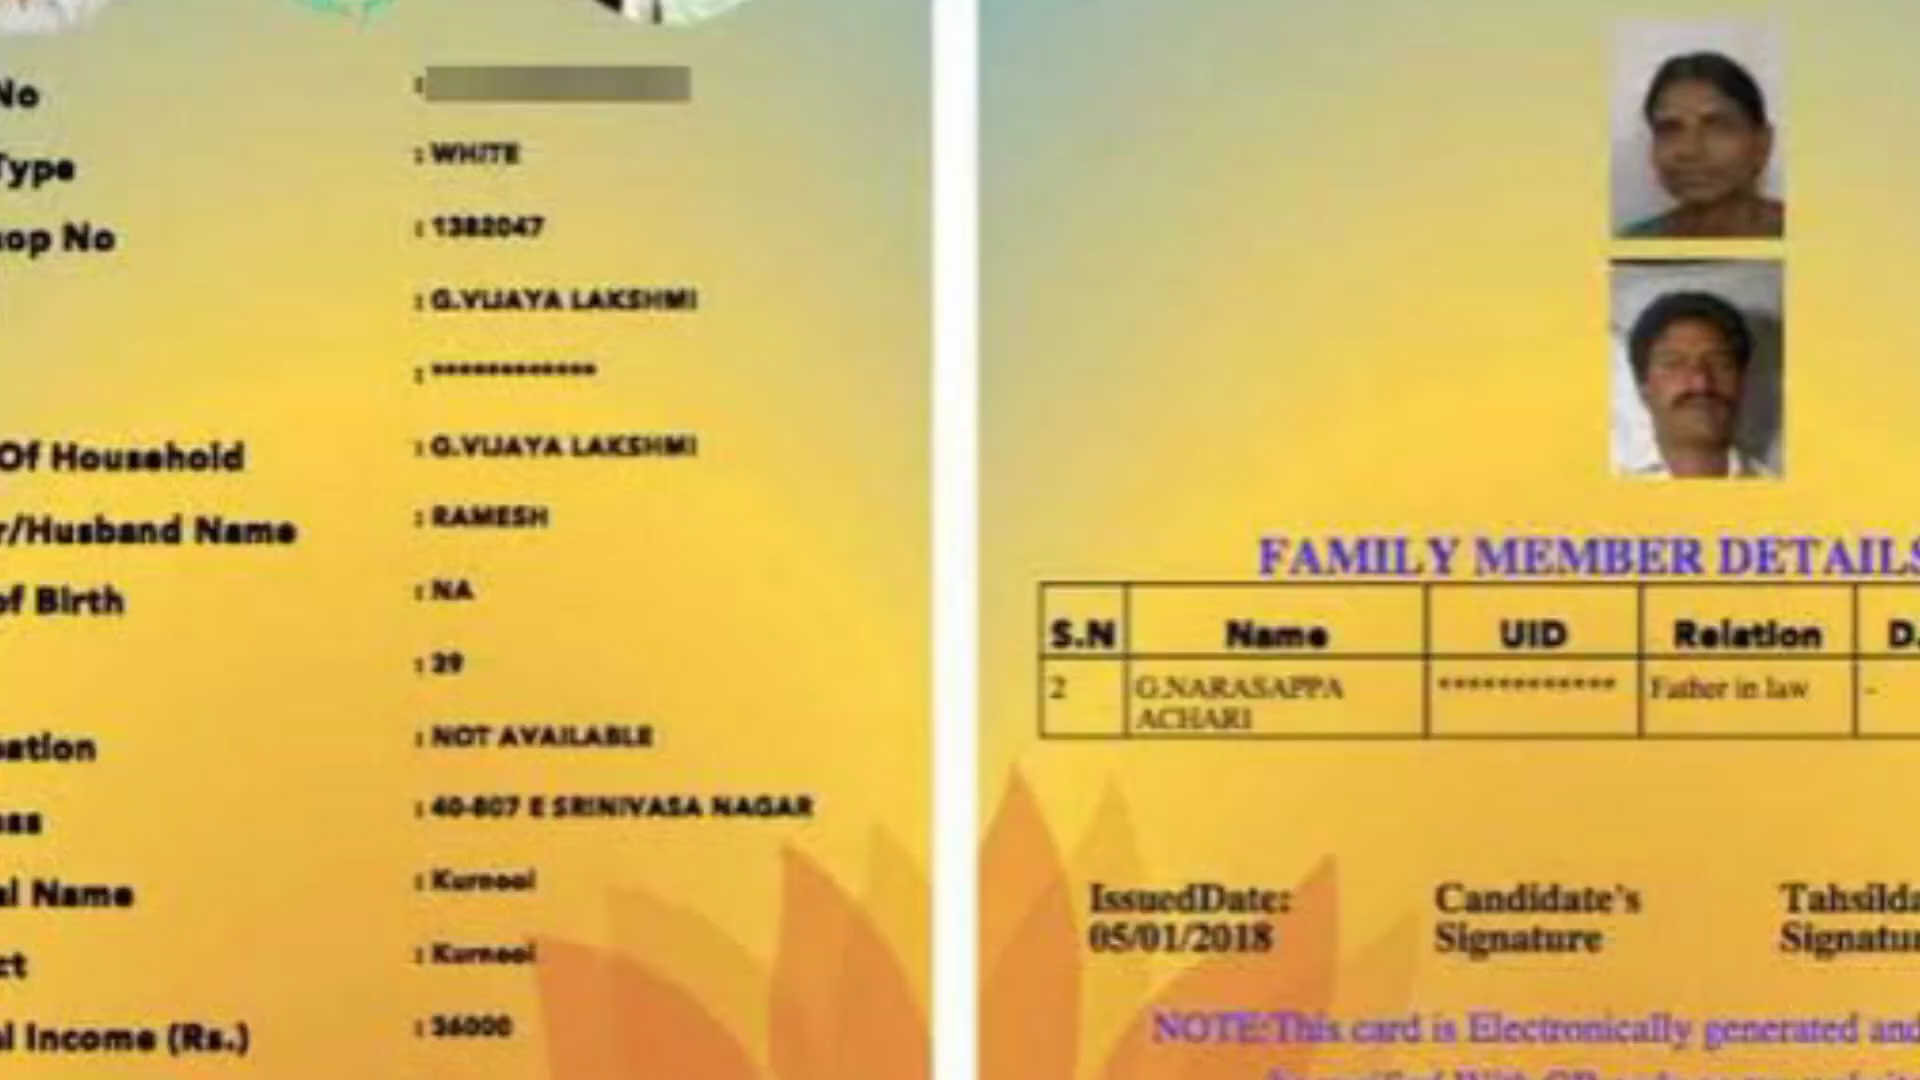 No : 
Type : WHITE
op No : 1382047
: G.VIJAYA LAKSHMI
: ************
Of Household : G.VIJAYA LAKSHMI
r/Husband Name : RAMESH
of Birth : NA
: 39
ation : NOT AVAILABLE
ss : 40-807 E SRINIVASA NAGAR
al Name : Kurnool
ct : Kurnool
l Income (Rs.) : 36000
FAMILY MEMBER DETAILS
S.N Name UID Relation D.
2 G.NARASAPPA ************ Father in law -
ACHARI
IssuedDate: Candidate's Tahsilda
05/01/2018 Signature Signatu
NOTE:This card is Electronically generated and